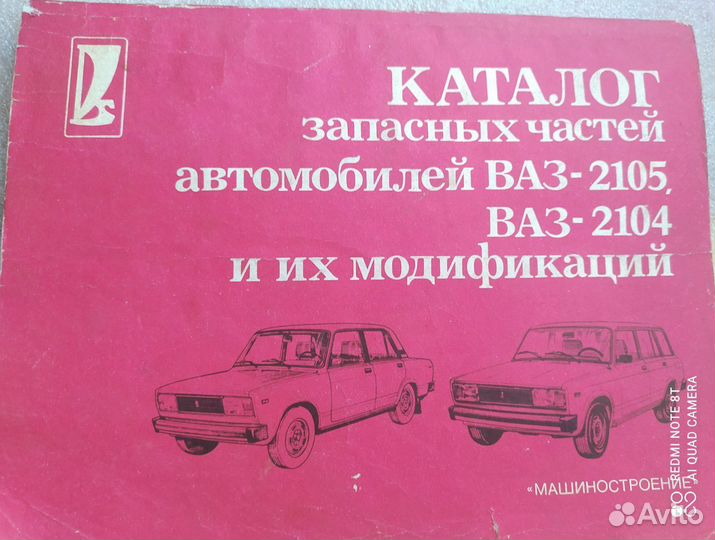 КАТАЛОГ
запасных частей
автомобилей ВАЗ-2105,
ВАЗ-2104
и их модификаций
«МАШИНОСТРОЕНИЕ»
REDMI NOTE 8T
AI QUAD CAMERA
Avito